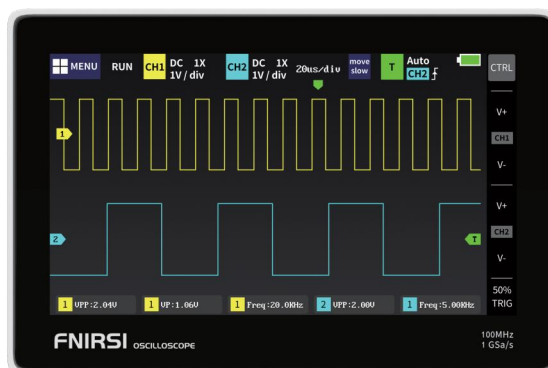 MENU RUN CH1 DC 1X 1V / div CH2 DC 1X 1V / div 20us/div move slow T Auto CH2 CTRL
V+
1
CH1
V-
V+
2 T CH2
V-
50%
TRIG
1 VPP:2.04V 1 VP:1.06V 1 Freq:20.0KHz 2 VPP:2.00V 1 Freq:5.00KHz
FNIRSI OSCILLOSCOPE
100MHz
1 GSa/s